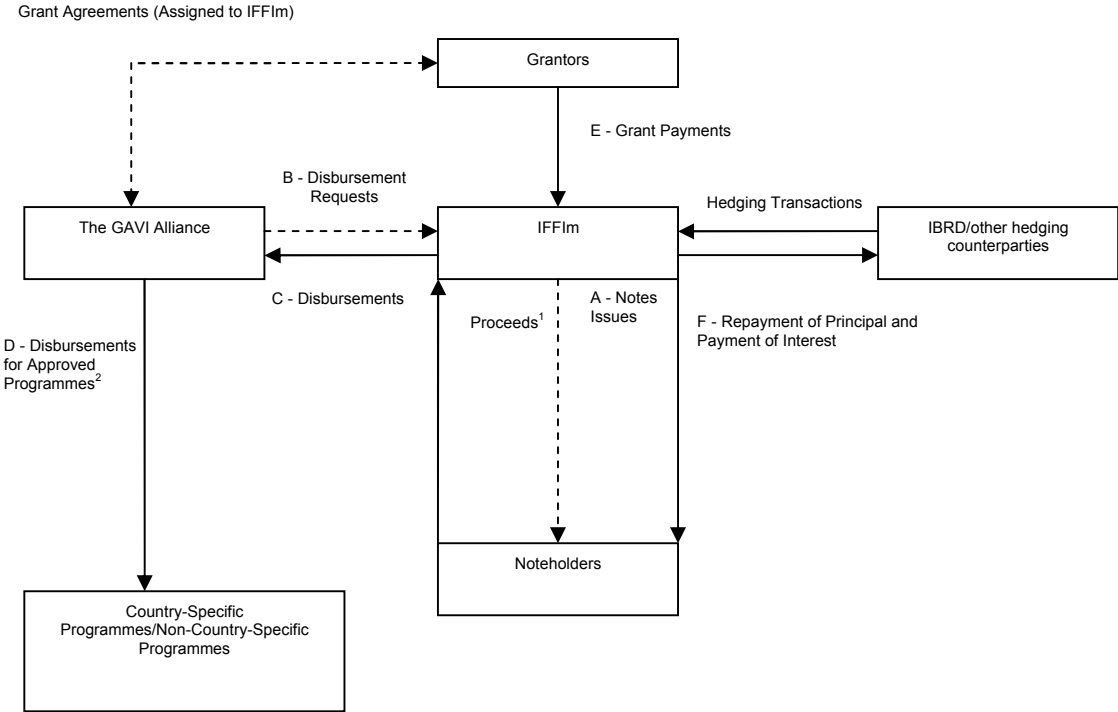 Grant Agreements (Assigned to IFFIm)
Grantors
E - Grant Payments
B - Disbursement
Requests
Hedging Transactions
The GAVI Alliance
IFFIm
IBRD/other hedging
counterparties
C - Disbursements
Proceeds1
A - Notes
Issues
F - Repayment of Principal and
Payment of Interest
D - Disbursements
for Approved
Programmes2
Noteholders
Country-Specific
Programmes/Non-Country-Specific
Programmes